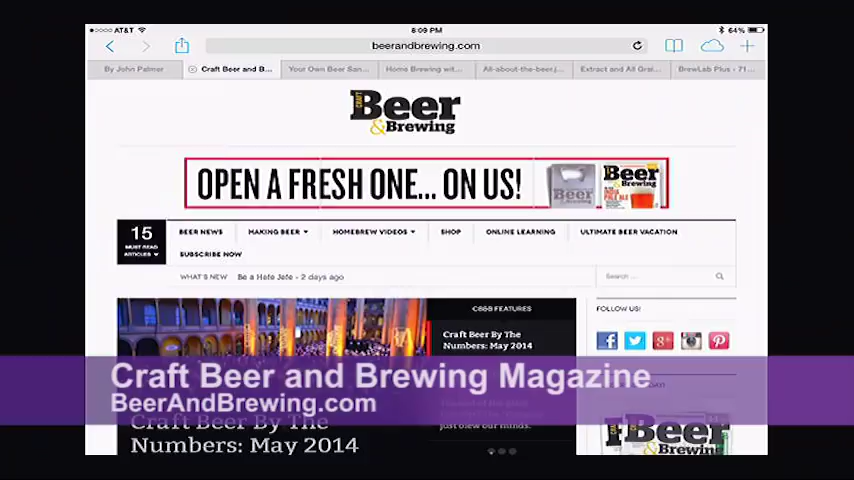 AT&T
8:09 PM
64%
beerandbrewing.com
By John Palmer
Craft Beer and B...
Your Own Beer San...
Home Brewing wit...
All-about-the-beer.j...
Extract and All Grai...
BrewLab Plus - 71...
CRAFT
Beer
&Brewing
OPEN A FRESH ONE... ON US!
Beer
&Brewing
INDIA
PALE ALE
15
MUST READ
ARTICLES
BEER NEWS
MAKING BEER
HOMEBREW VIDEOS
SHOP
ONLINE LEARNING
ULTIMATE BEER VACATION
SUBSCRIBE NOW
WHAT'S NEW
Be a Hefe Jefe - 2 days ago
Search ...
CB&B FEATURES
FOLLOW US!
Craft Beer By The
Numbers: May 2014
Craft Beer and Brewing Magazine
BeerAndBrewing.com
just blew our minds.
Craft Beer By The
Numbers: May 2014
Beer
&Brewing